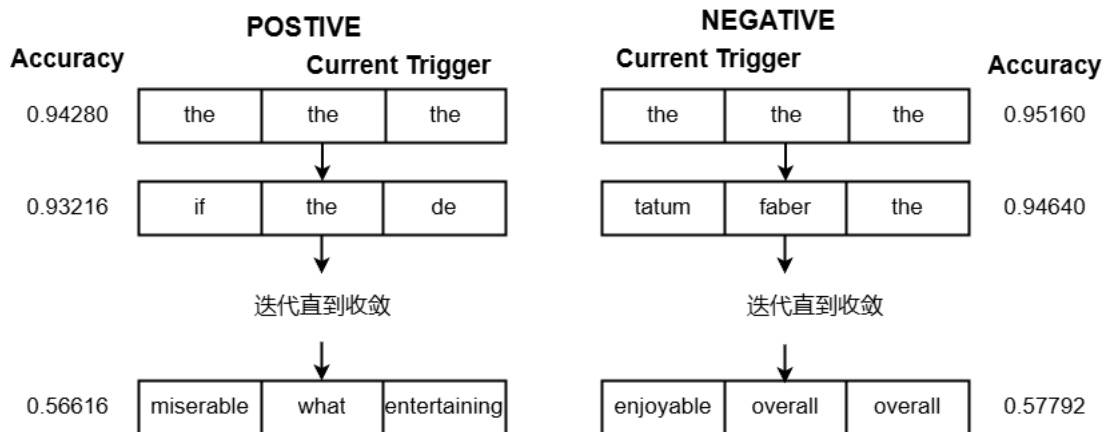 POSTIVE NEGATIVE
Accuracy Current Trigger Current Trigger Accuracy
0.94280 the the the the the the 0.95160
0.93216 if the de tatum faber the 0.94640
迭代直到收敛 迭代直到收敛
0.56616 miserable what entertaining enjoyable overall overall 0.57792